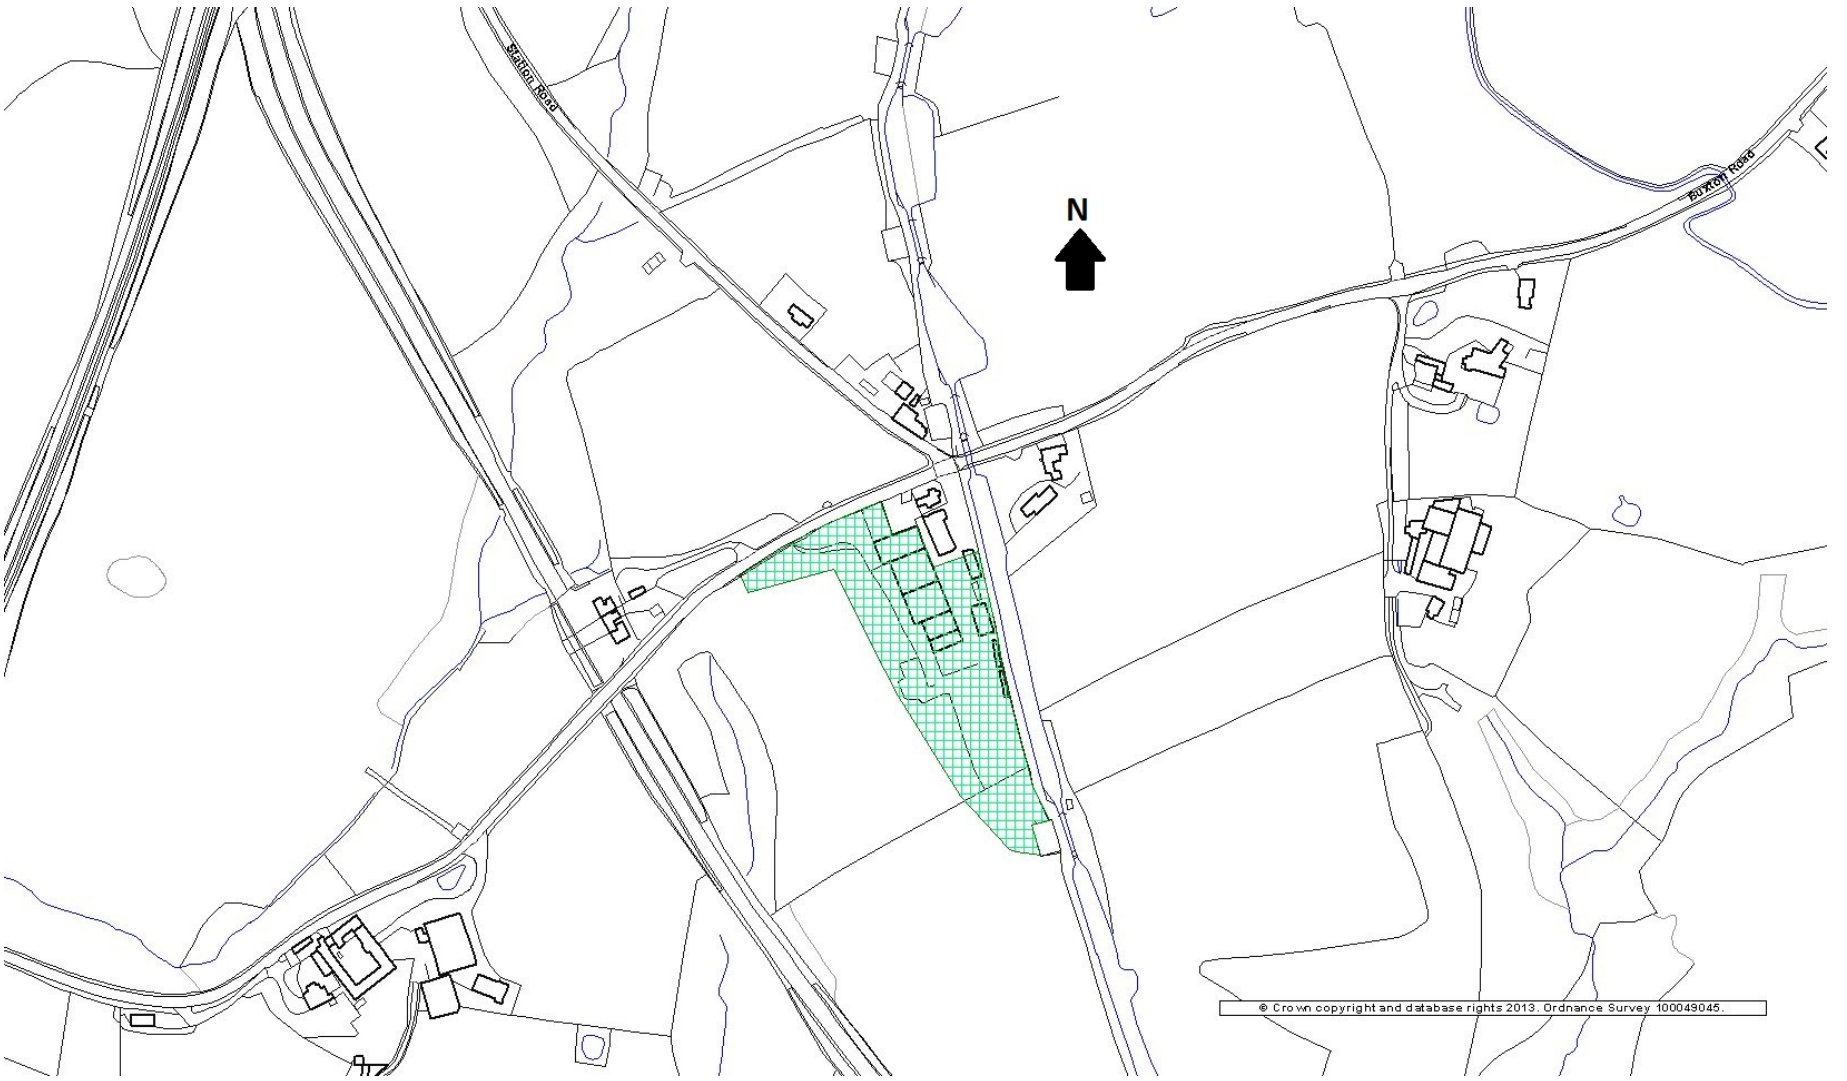 Station Road
Buxton Road
N
© Crown copyright and database rights 2013. Ordnance Survey 100049045.